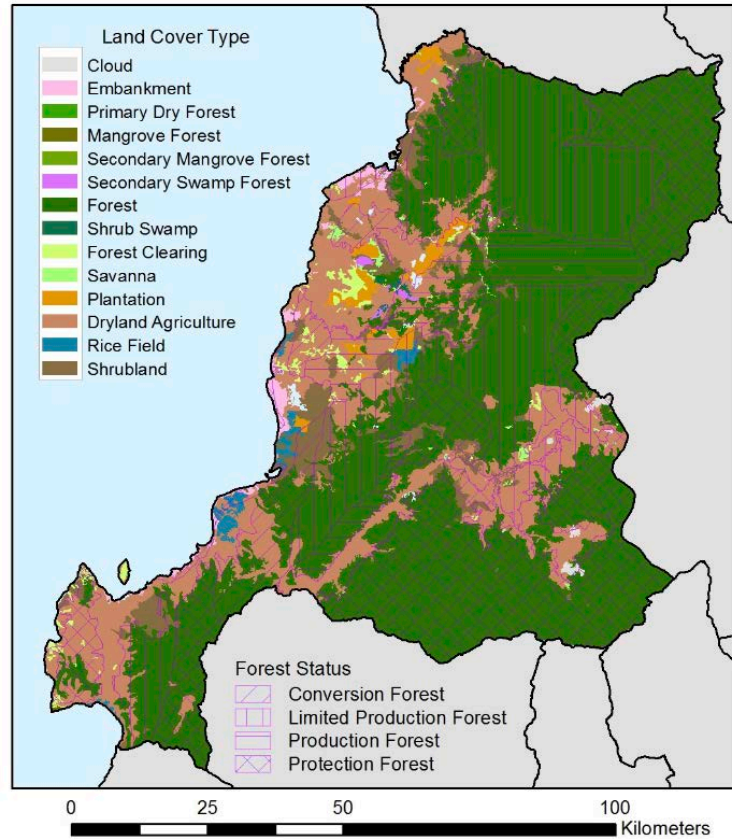 Land Cover Type
Cloud
Embankment
Primary Dry Forest
Mangrove Forest
Secondary Mangrove Forest
Secondary Swamp Forest
Forest
Shrub Swamp
Forest Clearing
Savanna
Plantation
Dryland Agriculture
Rice Field
Shrubland
Forest Status
Conversion Forest
Limited Production Forest
Production Forest
Protection Forest
0 25 50 100
Kilometers